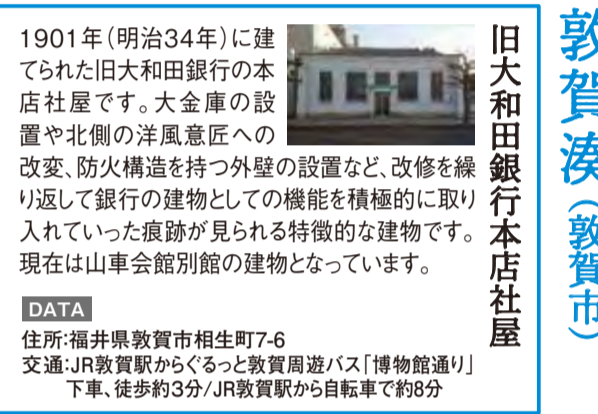 敦賀湊(敦賀市)
旧大和田銀行本店社屋
1901年(明治34年)に建
てられた旧大和田銀行の本
店社屋です。大金庫の設
置や北側の洋風意匠への
改変、防火構造を持つ外壁の設置など、改修を繰
り返して銀行の建物としての機能を積極的に取り
入れていった痕跡が見られる特徴的な建物です。
現在は山車会館別館の建物となっています。
DATA
住所:福井県敦賀市相生町7-6
交通:JR敦賀駅からぐるっと敦賀周遊バス「博物館通り」
下車、徒歩約3分/JR敦賀駅から自転車で約8分